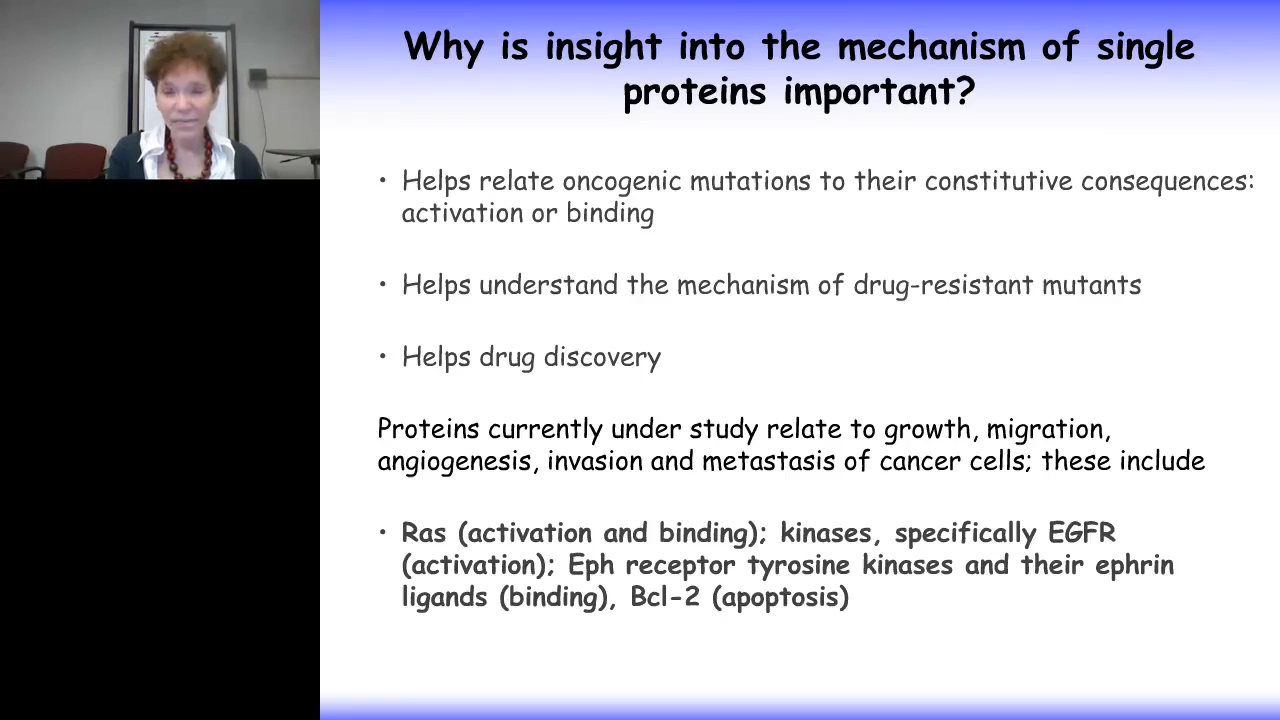 Why is insight into the mechanism of single
proteins important?
• Helps relate oncogenic mutations to their constitutive consequences:
activation or binding
• Helps understand the mechanism of drug-resistant mutants
• Helps drug discovery
Proteins currently under study relate to growth, migration,
angiogenesis, invasion and metastasis of cancer cells; these include
• Ras (activation and binding); kinases, specifically EGFR
(activation); Eph receptor tyrosine kinases and their ephrin
ligands (binding), Bcl-2 (apoptosis)